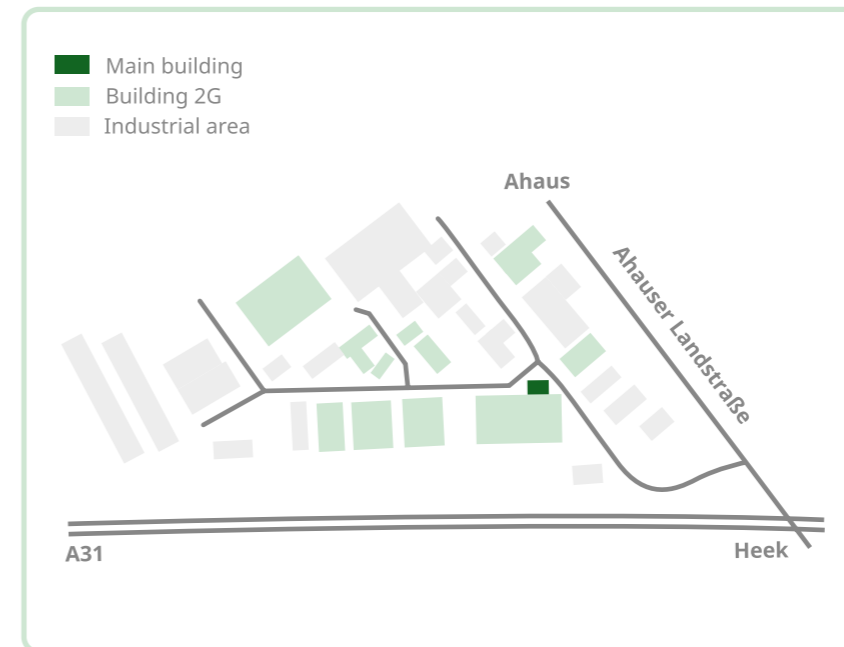 Main building
Building 2G
Industrial area
Ahaus
Ahauser Landstraße
A31
Heek